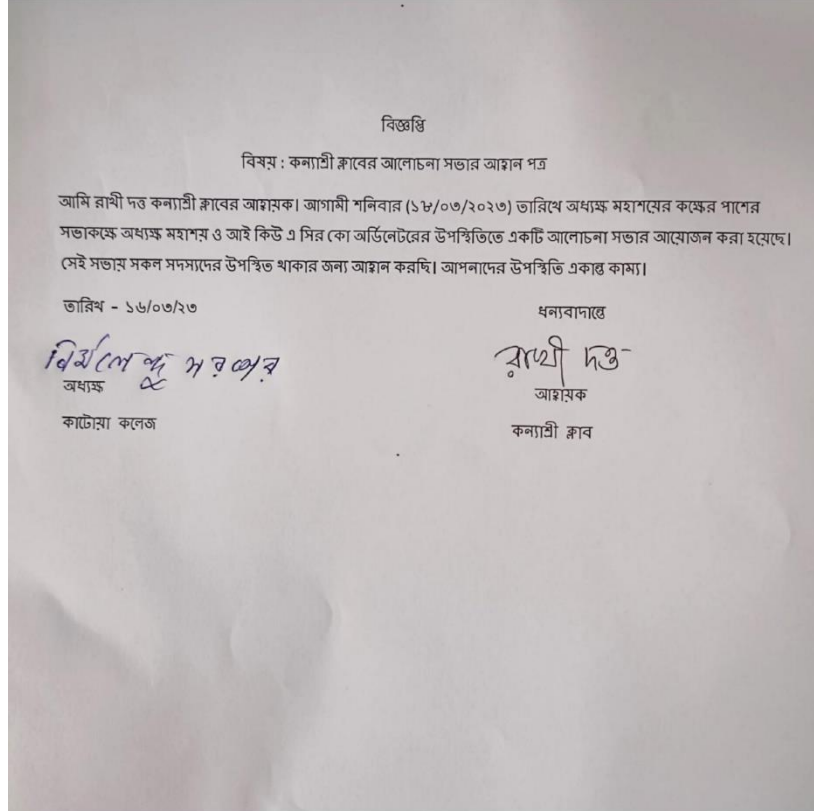 বিজ্ঞপ্তি
বিষয় : কন্যাশ্রী ক্লাবের আলোচনা সভার আহ্বান পত্র
আমি রাখী দত্ত কন্যাশ্রী ক্লাবের আহ্বায়ক। আগামী শনিবার (১৮/০৩/২০২৩) তারিখে অধ্যক্ষ মহাশয়ের কক্ষের পাশের
সভাকক্ষে অধ্যক্ষ মহাশয় ও আই কিউ এ সির কো অর্ডিনেটরের উপস্থিতিতে একটি আলোচনা সভার আয়োজন করা হয়েছে।
সেই সভায় সকল সদস্যদের উপস্থিত থাকার জন্য আহ্বান করছি। আপনাদের উপস্থিতি একান্ত কাম্য।
তারিখ - ১৬/০৩/২৩
ধন্যবাদান্তে
নির্মলেন্দু সরকার
রাখী দত্ত
অধ্যক্ষ
আহ্বায়ক
কাটোয়া কলেজ
কন্যাশ্রী ক্লাব